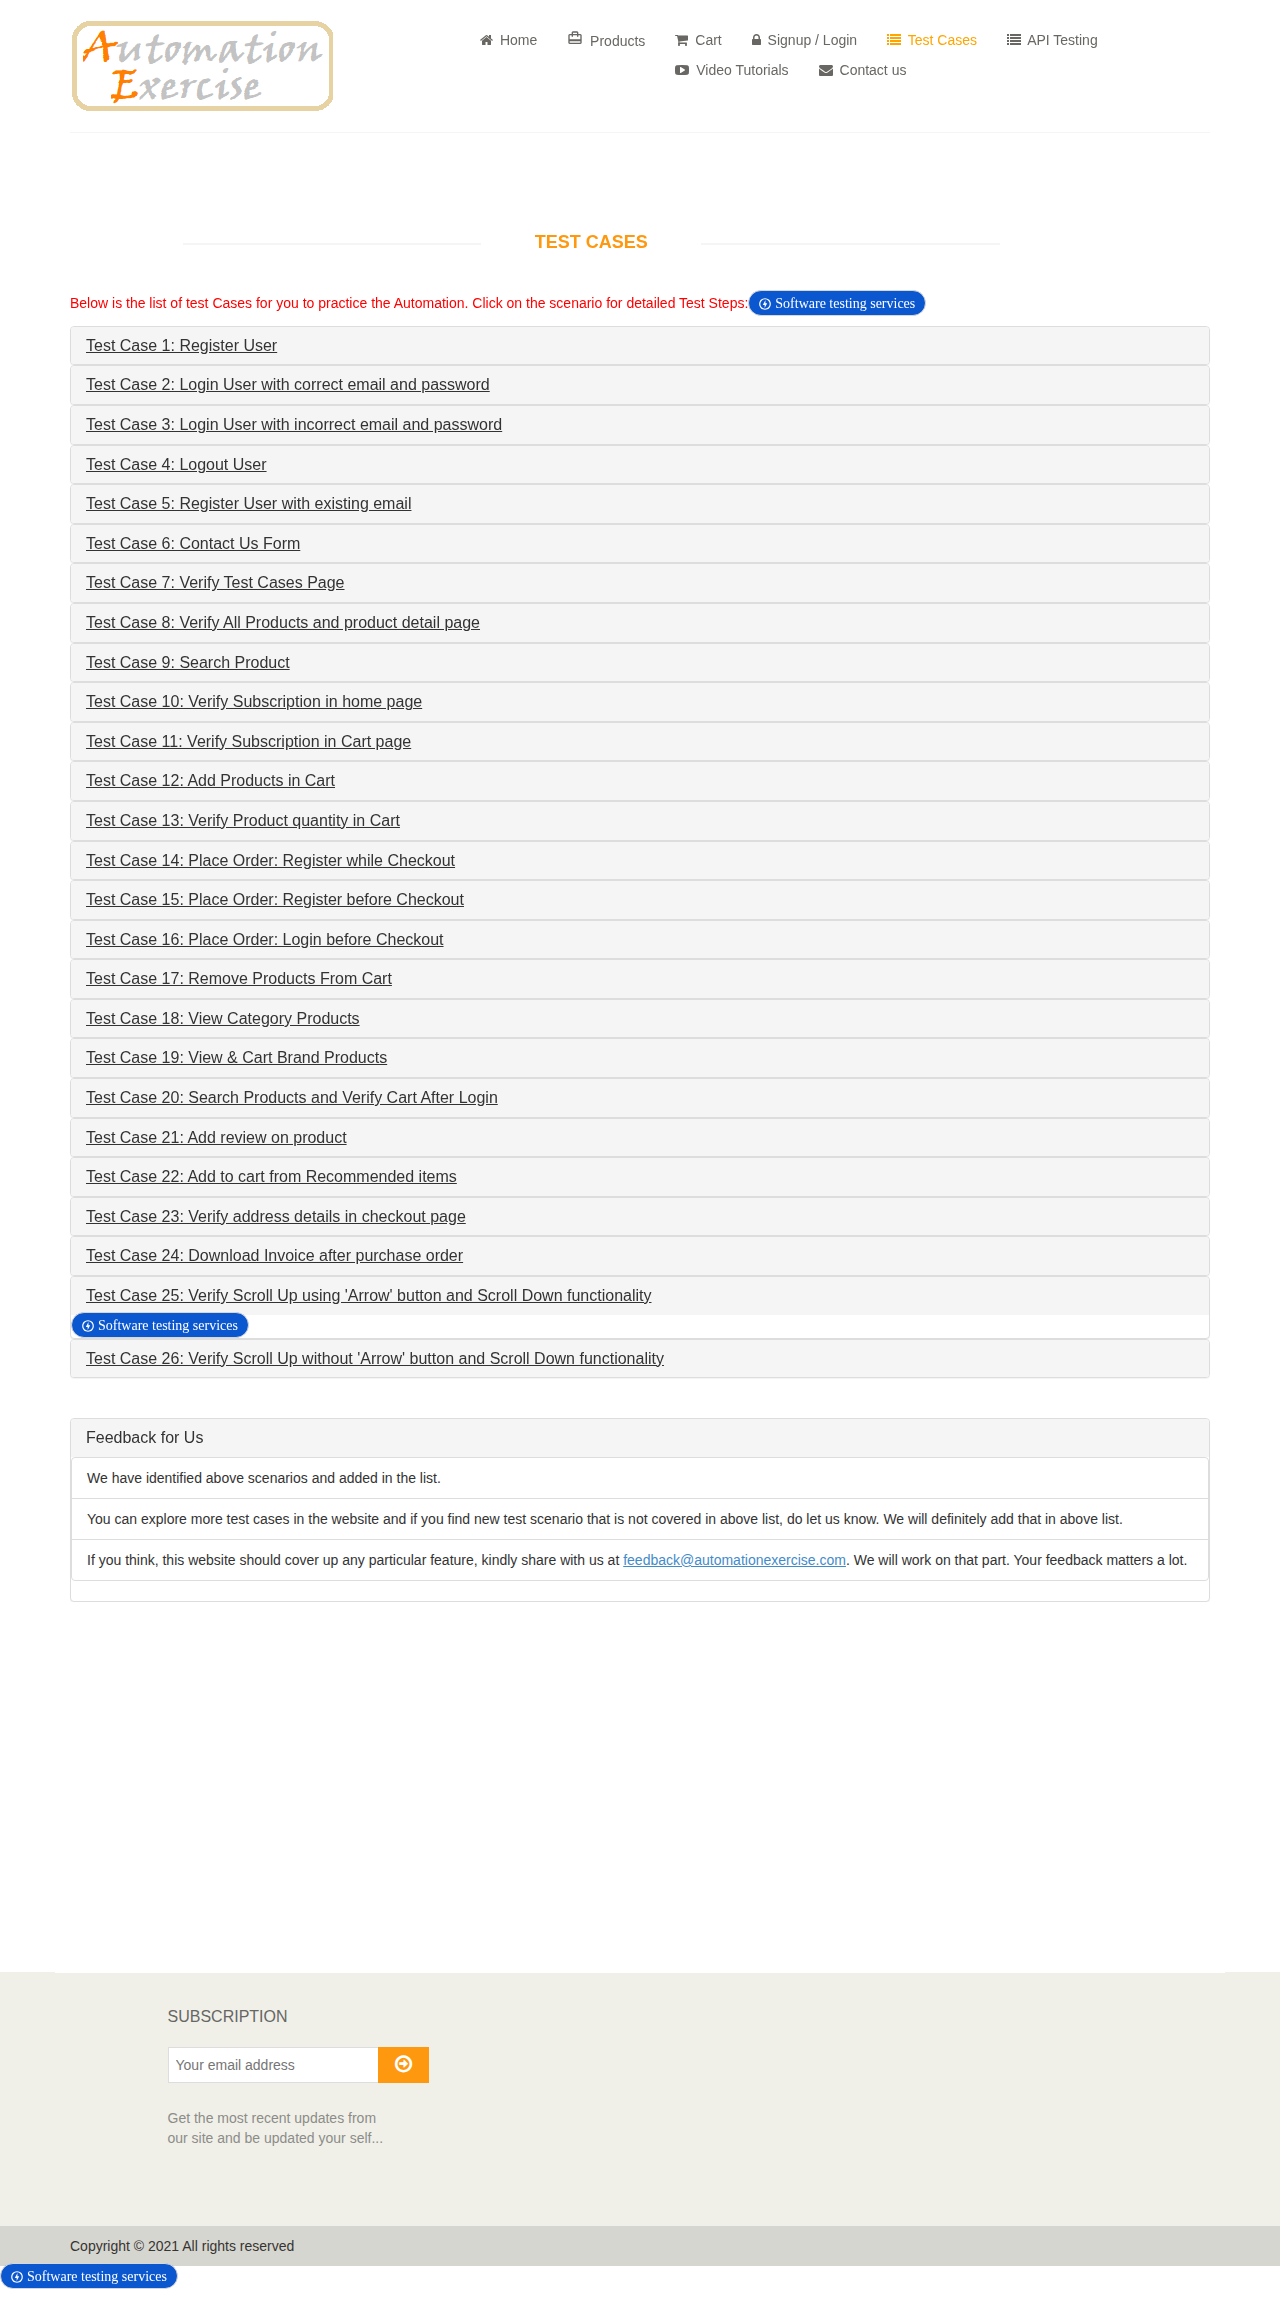 Automation
Exercise
Home Products Cart Signup / Login Test Cases API Testing
Video Tutorials Contact us
TEST CASES
Below is the list of test Cases for you to practice the Automation. Click on the scenario for detailed Test Steps: Software testing services
Test Case 1: Register User
Test Case 2: Login User with correct email and password
Test Case 3: Login User with incorrect email and password
Test Case 4: Logout User
Test Case 5: Register User with existing email
Test Case 6: Contact Us Form
Test Case 7: Verify Test Cases Page
Test Case 8: Verify All Products and product detail page
Test Case 9: Search Product
Test Case 10: Verify Subscription in home page
Test Case 11: Verify Subscription in Cart page
Test Case 12: Add Products in Cart
Test Case 13: Verify Product quantity in Cart
Test Case 14: Place Order: Register while Checkout
Test Case 15: Place Order: Register before Checkout
Test Case 16: Place Order: Login before Checkout
Test Case 17: Remove Products From Cart
Test Case 18: View Category Products
Test Case 19: View & Cart Brand Products
Test Case 20: Search Products and Verify Cart After Login
Test Case 21: Add review on product
Test Case 22: Add to cart from Recommended items
Test Case 23: Verify address details in checkout page
Test Case 24: Download Invoice after purchase order
Test Case 25: Verify Scroll Up using 'Arrow' button and Scroll Down functionality
Software testing services
Test Case 26: Verify Scroll Up without 'Arrow' button and Scroll Down functionality
Feedback for Us
We have identified above scenarios and added in the list.
You can explore more test cases in the website and if you find new test scenario that is not covered in above list, do let us know. We will definitely add that in above list.
If you think, this website should cover up any particular feature, kindly share with us at feedback@automationexercise.com. We will work on that part. Your feedback matters a lot.
SUBSCRIPTION
Your email address
Get the most recent updates from
our site and be updated your self...
Copyright © 2021 All rights reserved
Software testing services